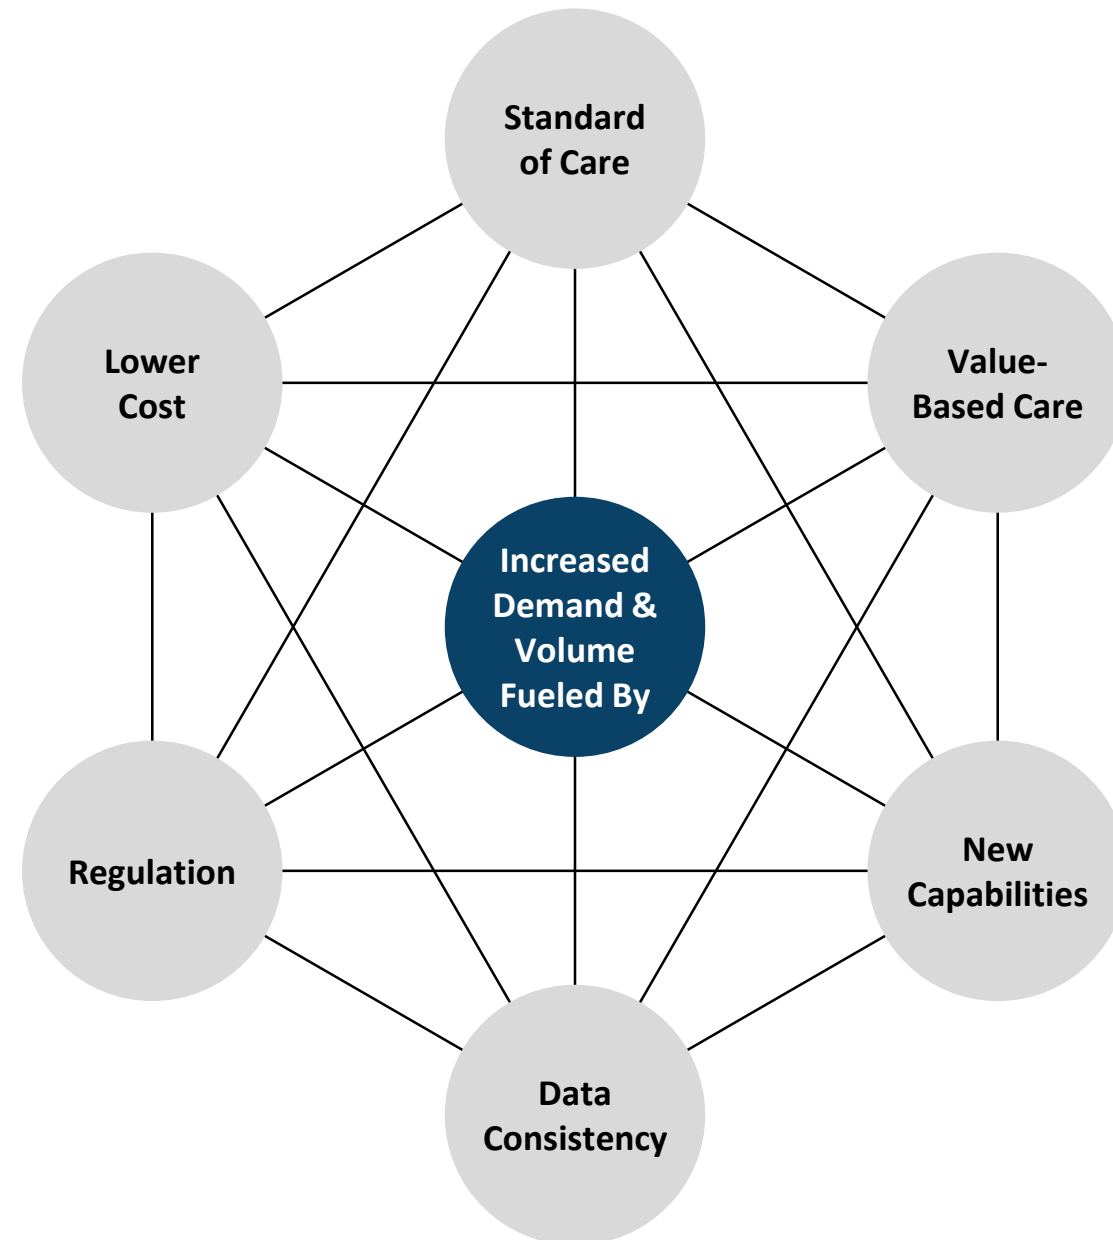 Standard
of Care
Lower
Cost
Value-
Based Care
Increased
Demand &
Volume
Fueled By
Regulation
New
Capabilities
Data
Consistency